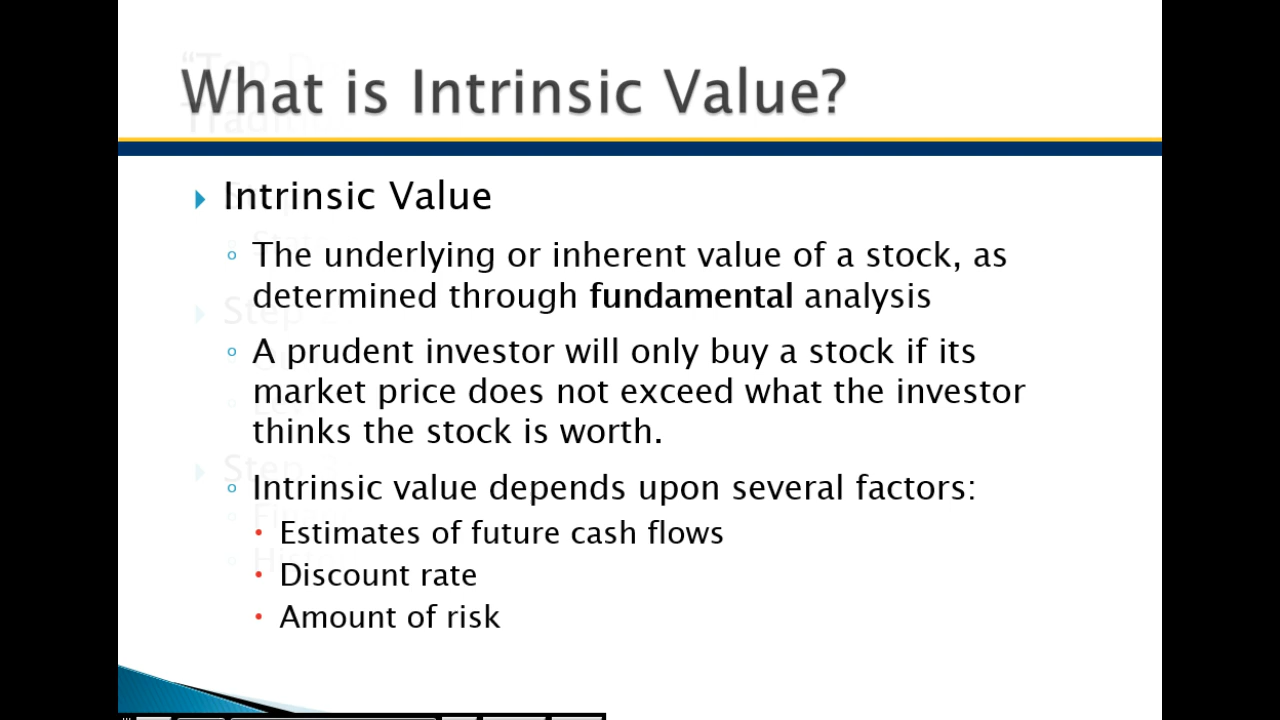 What is Intrinsic Value?
Intrinsic Value
The underlying or inherent value of a stock, as
determined through fundamental analysis
A prudent investor will only buy a stock if its
market price does not exceed what the investor
thinks the stock is worth.
Intrinsic value depends upon several factors:
Estimates of future cash flows
Discount rate
Amount of risk